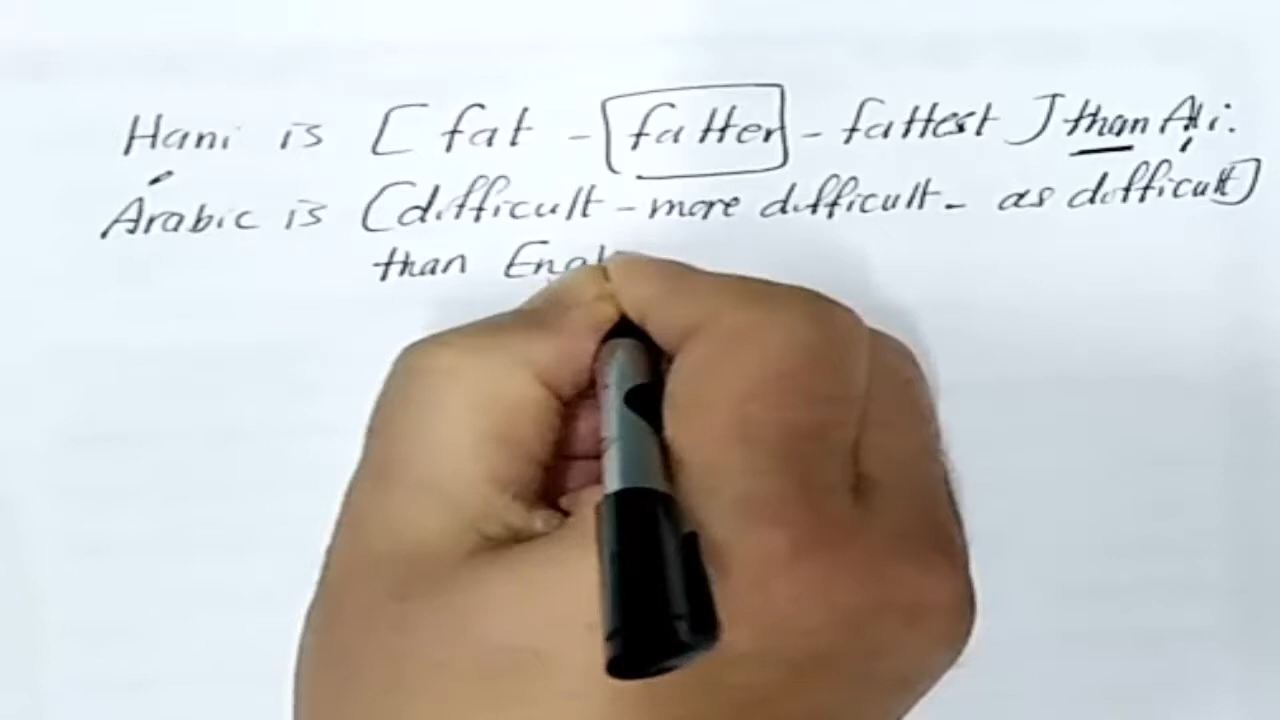 Hani is [ fat - fatter - fattest ] than Ali.
Arabic is (difficult - more difficult - as difficult]
than